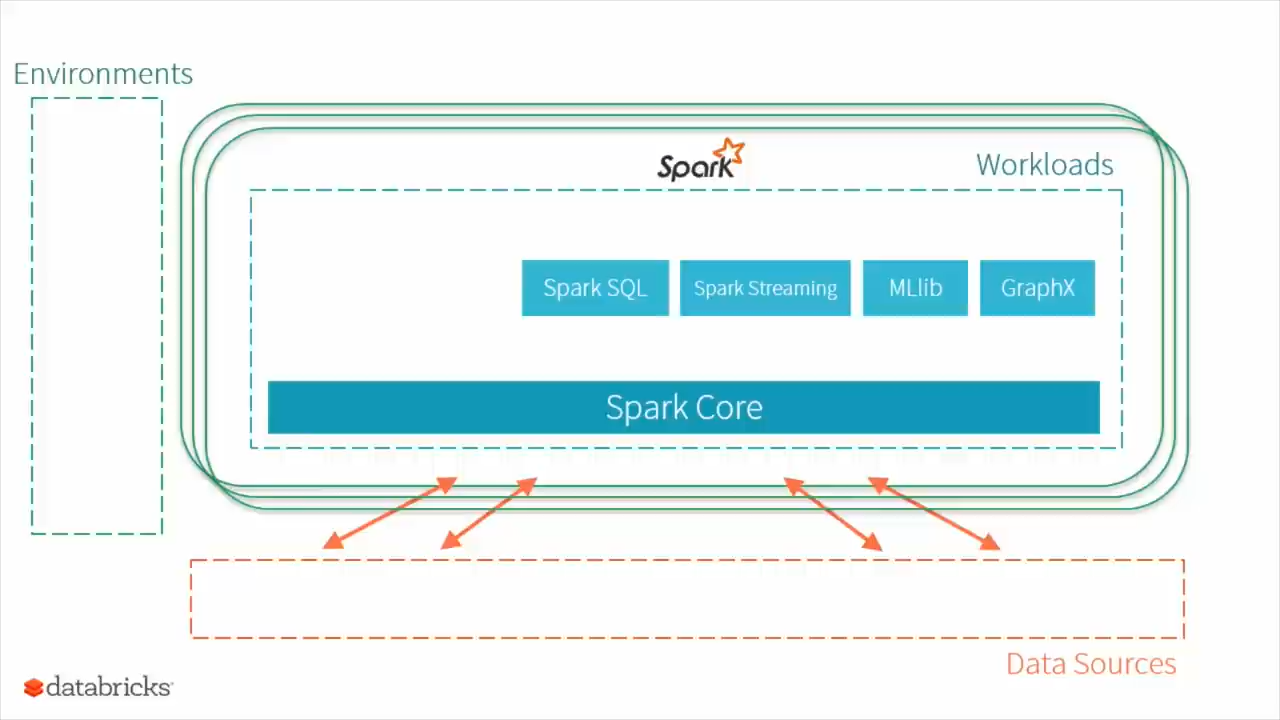 Environments
Spark
Workloads
Spark SQL
Spark Streaming
MLlib
GraphX
Spark Core
Data Sources
databricks